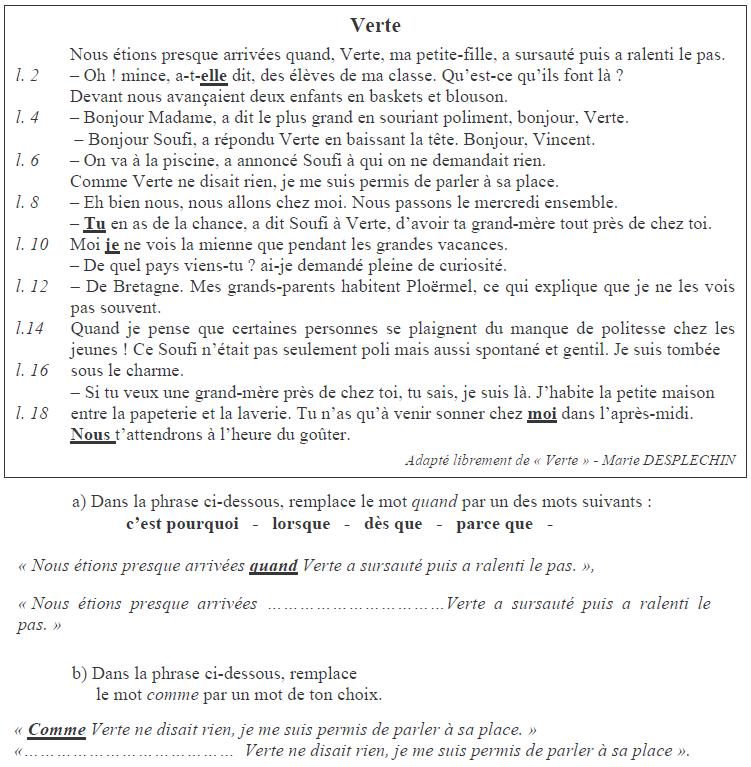 Verte
Nous étions presque arrivées quand, Verte, ma petite-fille, a sursauté puis a ralenti le pas.
l. 2 – Oh ! mince, a-t-elle dit, des élèves de ma classe. Qu'est-ce qu'ils font là ?
Devant nous avançaient deux enfants en baskets et blouson.
l. 4 – Bonjour Madame, a dit le plus grand en souriant poliment, bonjour, Verte.
– Bonjour Soufi, a répondu Verte en baissant la tête. Bonjour, Vincent.
l. 6 – On va à la piscine, a annoncé Soufi à qui on ne demandait rien.
Comme Verte ne disait rien, je me suis permis de parler à sa place.
l. 8 – Eh bien nous, nous allons chez moi. Nous passons le mercredi ensemble.
– Tu en as de la chance, a dit Soufi à Verte, d'avoir ta grand-mère tout près de chez toi.
l. 10 Moi je ne vois la mienne que pendant les grandes vacances.
– De quel pays viens-tu ? ai-je demandé pleine de curiosité.
l. 12 – De Bretagne. Mes grands-parents habitent Ploërmel, ce qui explique que je ne les vois
pas souvent.
l.14 Quand je pense que certaines personnes se plaignent du manque de politesse chez les
jeunes ! Ce Soufi n'était pas seulement poli mais aussi spontané et gentil. Je suis tombée
l. 16 sous le charme.
– Si tu veux une grand-mère près de chez toi, tu sais, je suis là. J'habite la petite maison
l. 18 entre la papeterie et la laverie. Tu n'as qu'à venir sonner chez moi dans l'après-midi.
Nous t'attendrons à l'heure du goûter.
Adapté librement de « Verte » - Marie DESPLECHIN
a) Dans la phrase ci-dessous, remplace le mot quand par un des mots suivants :
c'est pourquoi - lorsque - dès que - parce que -
« Nous étions presque arrivées quand Verte a sursauté puis a ralenti le pas. »,
« Nous étions presque arrivées ……………………………Verte a sursauté puis a ralenti le
pas. »
b) Dans la phrase ci-dessous, remplace
le mot comme par un mot de ton choix.
« Comme Verte ne disait rien, je me suis permis de parler à sa place. »
«………………………………… Verte ne disait rien, je me suis permis de parler à sa place ».